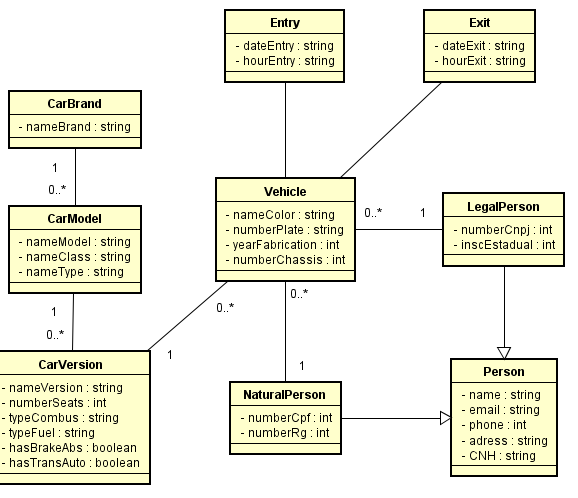 Entry
- dateEntry : string
- hourEntry : string
Exit
- dateExit : string
- hourExit : string
CarBrand
- nameBrand : string
1
0..*
CarModel
- nameModel : string
- nameClass : string
- nameType : string
1
0..*
CarVersion
- nameVersion : string
- numberSeats : int
- typeCombus : string
- typeFuel : string
- hasBrakeAbs : boolean
- hasTransAuto : boolean
Vehicle
- nameColor : string
- numberPlate : string
- yearFabrication : int
- numberChassis : int
0..*
1
0..*
1
0..*
1
LegalPerson
- numberCnpj : int
- inscEstadual : int
NaturalPerson
- numberCpf : int
- numberRg : int
Person
- name : string
- email : string
- phone : int
- adress : string
- CNH : string